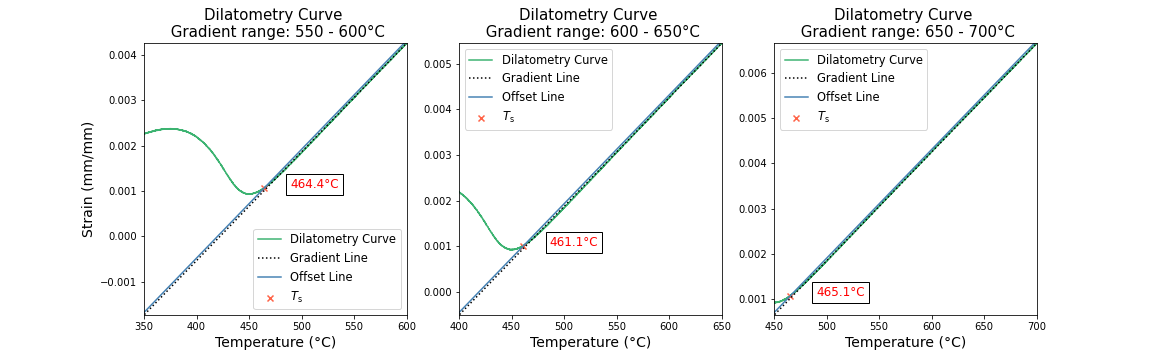 Dilatometry Curve
Gradient range: 550 - 600°C
Strain (mm/mm)
0.004
0.003
0.002
0.001
0.000
−0.001
464.4°C
Dilatometry Curve
Gradient Line
Offset Line
Ts
350 400 450 500 550 600
Temperature (°C)
Dilatometry Curve
Gradient range: 600 - 650°C
Dilatometry Curve
Gradient Line
Offset Line
Ts
0.005
0.004
0.003
0.002
0.001
0.000
461.1°C
400 450 500 550 600 650
Temperature (°C)
Dilatometry Curve
Gradient range: 650 - 700°C
Dilatometry Curve
Gradient Line
Offset Line
Ts
0.006
0.005
0.004
0.003
0.002
0.001
465.1°C
450 500 550 600 650 700
Temperature (°C)